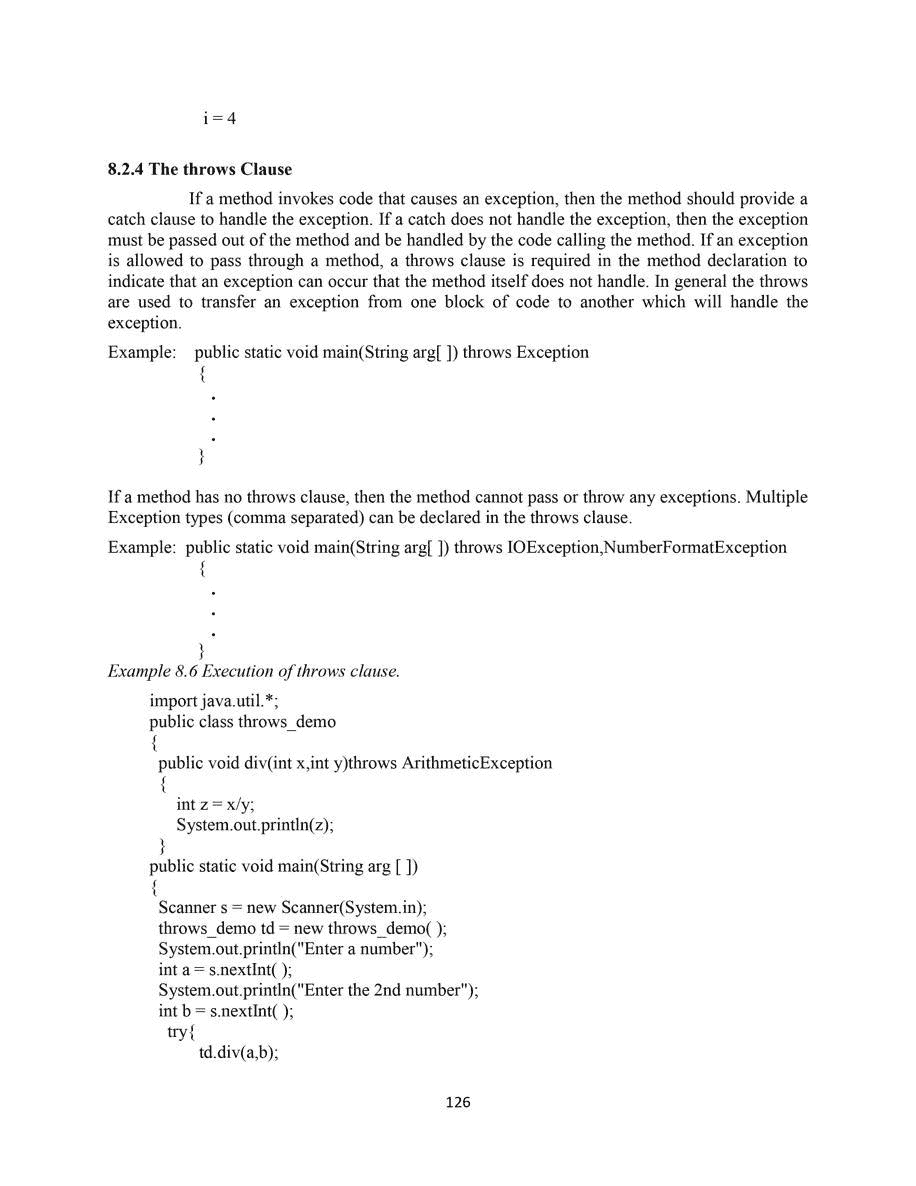 i = 4
8.2.4 The throws Clause
If a method invokes code that causes an exception, then the method should provide a
catch clause to handle the exception. If a catch does not handle the exception, then the exception
must be passed out of the method and be handled by the code calling the method. If an exception
is allowed to pass through a method, a throws clause is required in the method declaration to
indicate that an exception can occur that the method itself does not handle. In general the throws
are used to transfer an exception from one block of code to another which will handle the
exception.
Example: public static void main(String arg[ ]) throws Exception
{
.
.
.
}
If a method has no throws clause, then the method cannot pass or throw any exceptions. Multiple
Exception types (comma separated) can be declared in the throws clause.
Example: public static void main(String arg[ ]) throws IOException,NumberFormatException
{
.
.
.
}
Example 8.6 Execution of throws clause.
import java.util.*;
public class throws_demo
{
public void div(int x,int y)throws ArithmeticException
{
int z = x/y;
System.out.println(z);
}
public static void main(String arg [ ])
{
Scanner s = new Scanner(System.in);
throws_demo td = new throws_demo( );
System.out.println("Enter a number");
int a = s.nextInt( );
System.out.println("Enter the 2nd number");
int b = s.nextInt( );
try{
td.div(a,b);
126